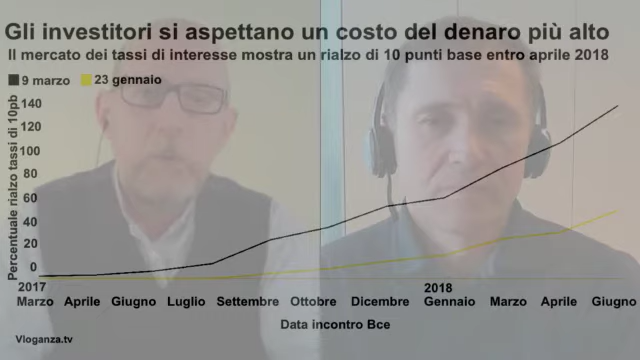 Gli investitori si aspettano un costo del denaro più alto
Il mercato dei tassi di interesse mostra un rialzo di 10 punti base entro aprile 2018
9 marzo 23 gennaio
Percentuale rialzo tassi di 10pb
140
120
100
80
60
40
20
0
2017 2018
Marzo Aprile Giugno Luglio Settembre Ottobre Dicembre Gennaio Marzo Aprile Giugno
Data incontro Bce
Vloganza.tv